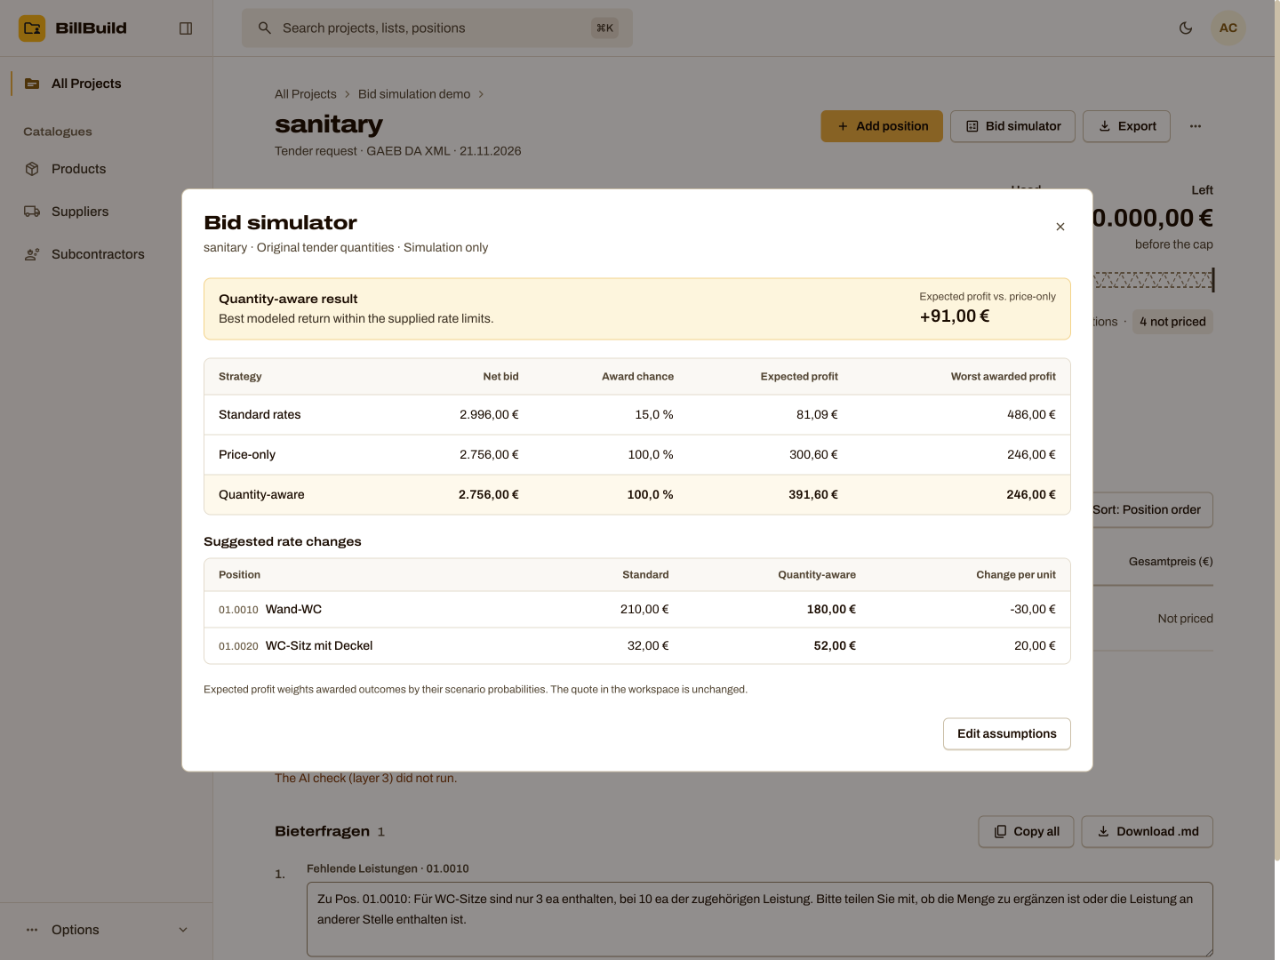 BillBuild
Search projects, lists, positions
⌘K
AC
All Projects
Catalogues
Products
Suppliers
Subcontractors
Options
All Projects > Bid simulation demo >
sanitary
Tender request · GAEB DA XML · 21.11.2026
+ Add position
Bid simulator
Export
Left
0.000,00 €
before the cap
4 not priced
Bid simulator
sanitary · Original tender quantities · Simulation only
Quantity-aware result
Best modeled return within the supplied rate limits.
Expected profit vs. price-only
+91,00 €
Strategy Net bid Award chance Expected profit Worst awarded profit
Standard rates 2.996,00 € 15,0 % 81,09 € 486,00 €
Price-only 2.756,00 € 100,0 % 300,60 € 246,00 €
Quantity-aware 2.756,00 € 100,0 % 391,60 € 246,00 €
Suggested rate changes
Position Standard Quantity-aware Change per unit
01.0010 Wand-WC 210,00 € 180,00 € -30,00 €
01.0020 WC-Sitz mit Deckel 32,00 € 52,00 € 20,00 €
Expected profit weights awarded outcomes by their scenario probabilities. The quote in the workspace is unchanged.
Edit assumptions
Sort: Position order
Gesamtpreis (€)
Not priced
The AI check (layer 3) did not run.
Bieterfragen 1
Copy all
Download .md
1.
Fehlende Leistungen · 01.0010
Zu Pos. 01.0010: Für WC-Sitze sind nur 3 ea enthalten, bei 10 ea der zugehörigen Leistung. Bitte teilen Sie mit, ob die Menge zu ergänzen ist oder die Leistung an
anderer Stelle enthalten ist.